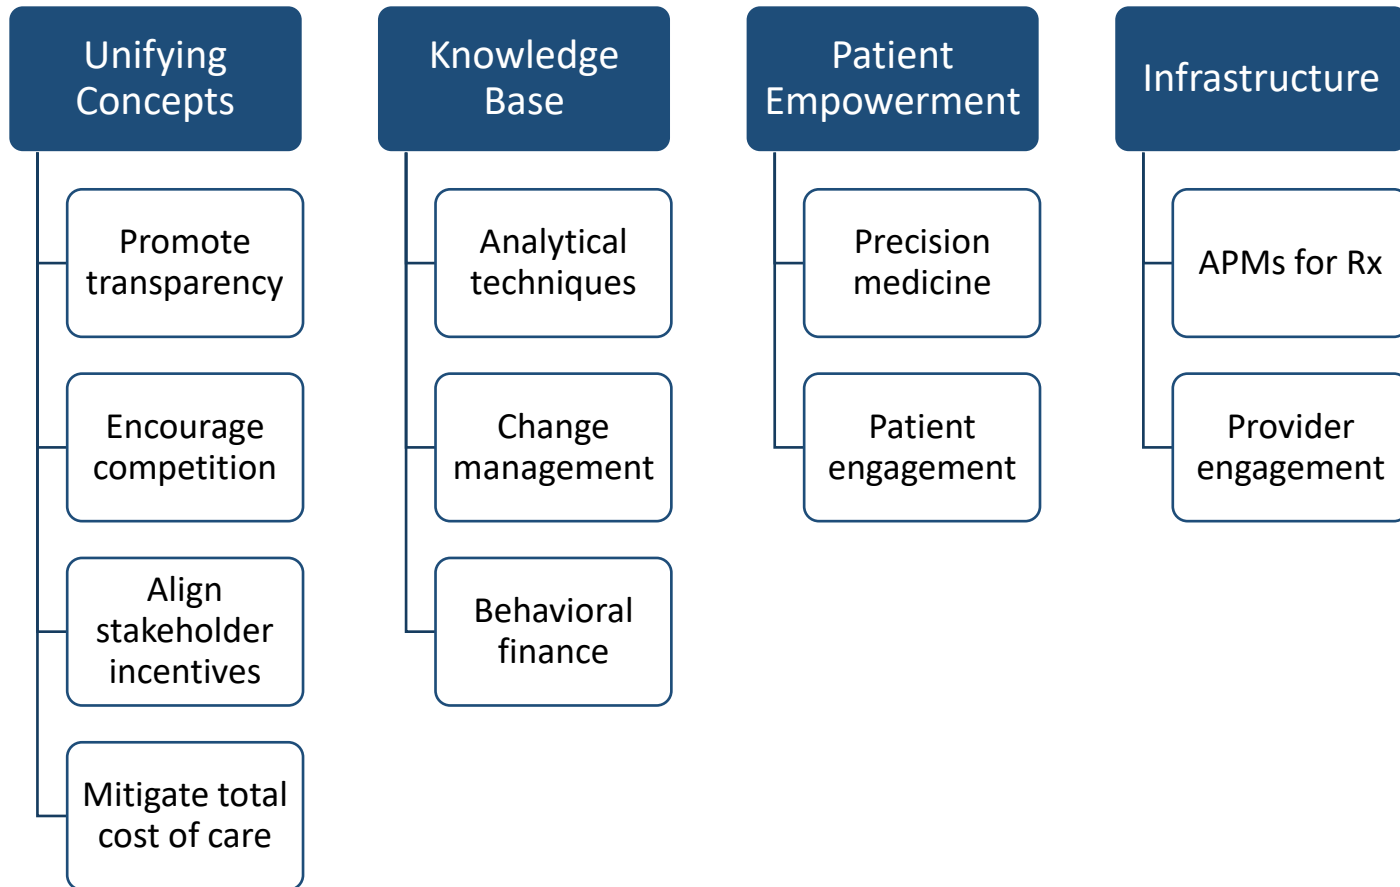 Unifying
Concepts
Promote
transparency
Encourage
competition
Align
stakeholder
incentives
Mitigate total
cost of care
Knowledge
Base
Analytical
techniques
Change
management
Behavioral
finance
Patient
Empowerment
Precision
medicine
Patient
engagement
Infrastructure
APMs for Rx
Provider
engagement